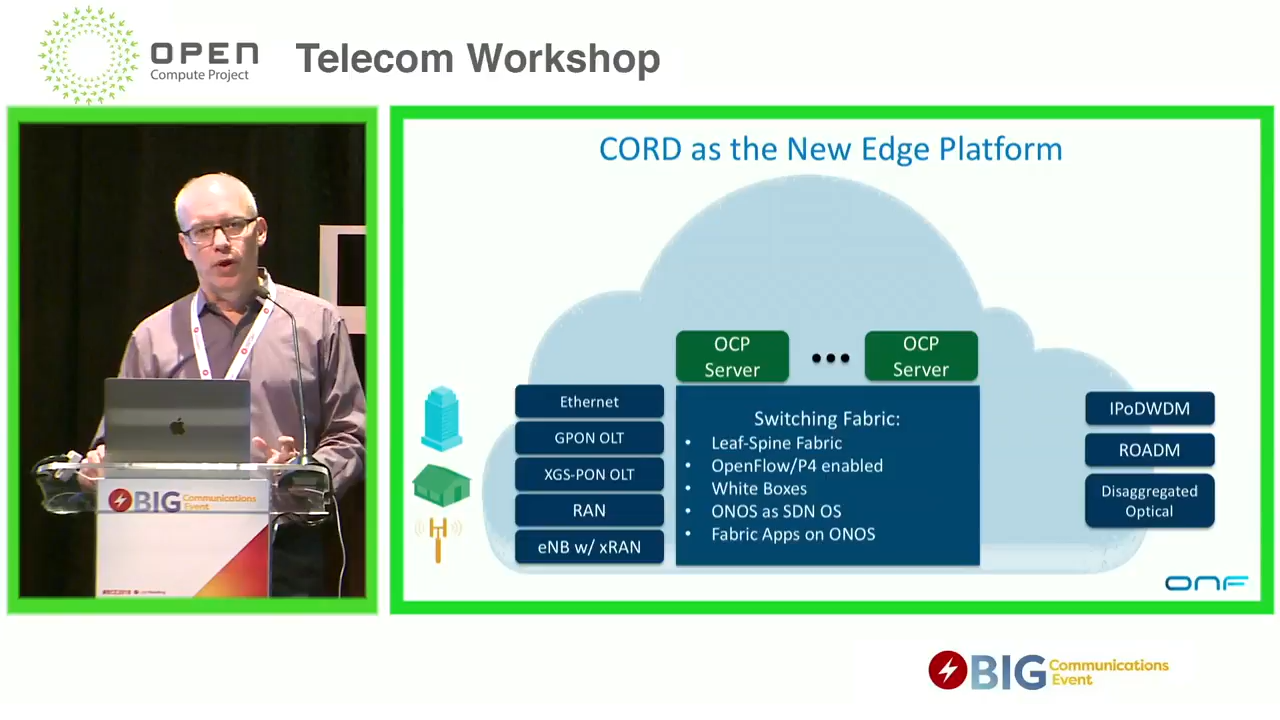 OPEN
Compute Project
Telecom Workshop
CORD as the New Edge Platform
OCP
Server
•••
OCP
Server
Ethernet
GPON OLT
XGS-PON OLT
RAN
eNB w/ xRAN
Switching Fabric:
• Leaf-Spine Fabric
• OpenFlow/P4 enabled
• White Boxes
• ONOS as SDN OS
• Fabric Apps on ONOS
IPoDWDM
ROADM
Disaggregated
Optical
ONF
BIG Communications
Event
#BCE2018
BIG Communications
Event